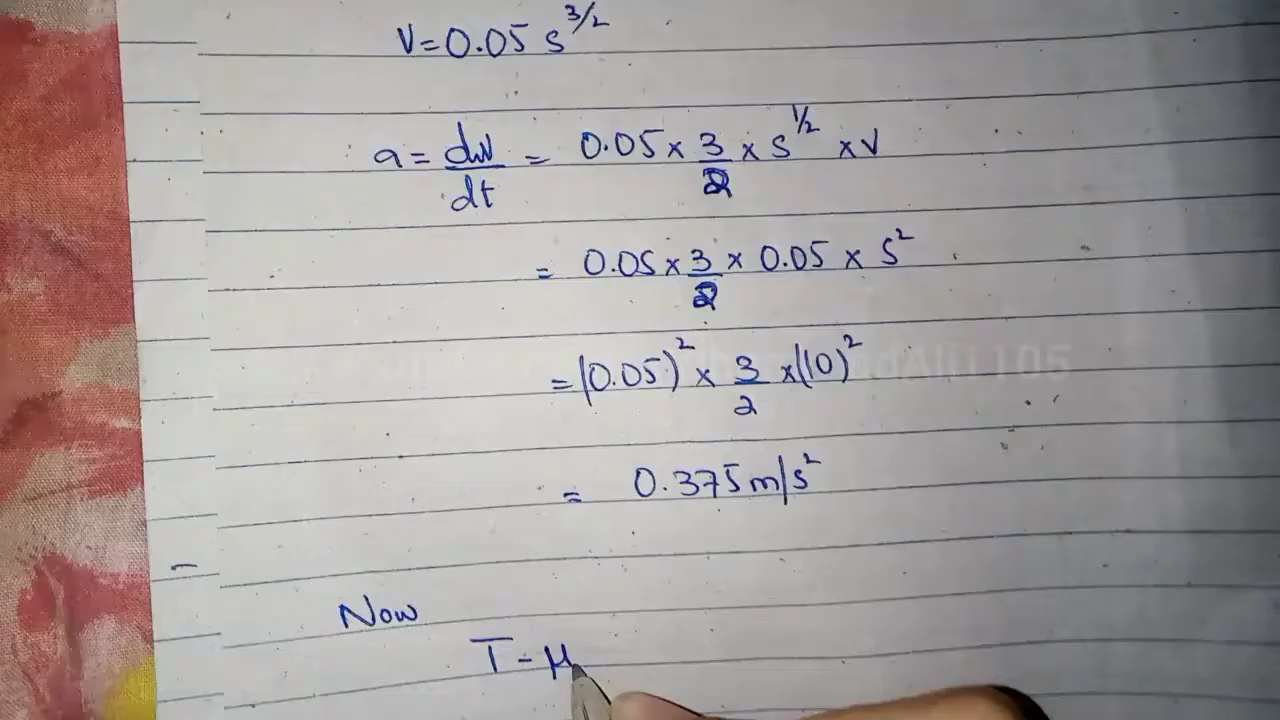 V=0.05 s^3/2
a = dv/dt = 0.05 × 3/2 × s^1/2 × v
= 0.05 × 3/2 × 0.05 × s^2
= (0.05)^2 × 3/2 × (10)^2
= 0.375 m/s^2
Now
T - μ